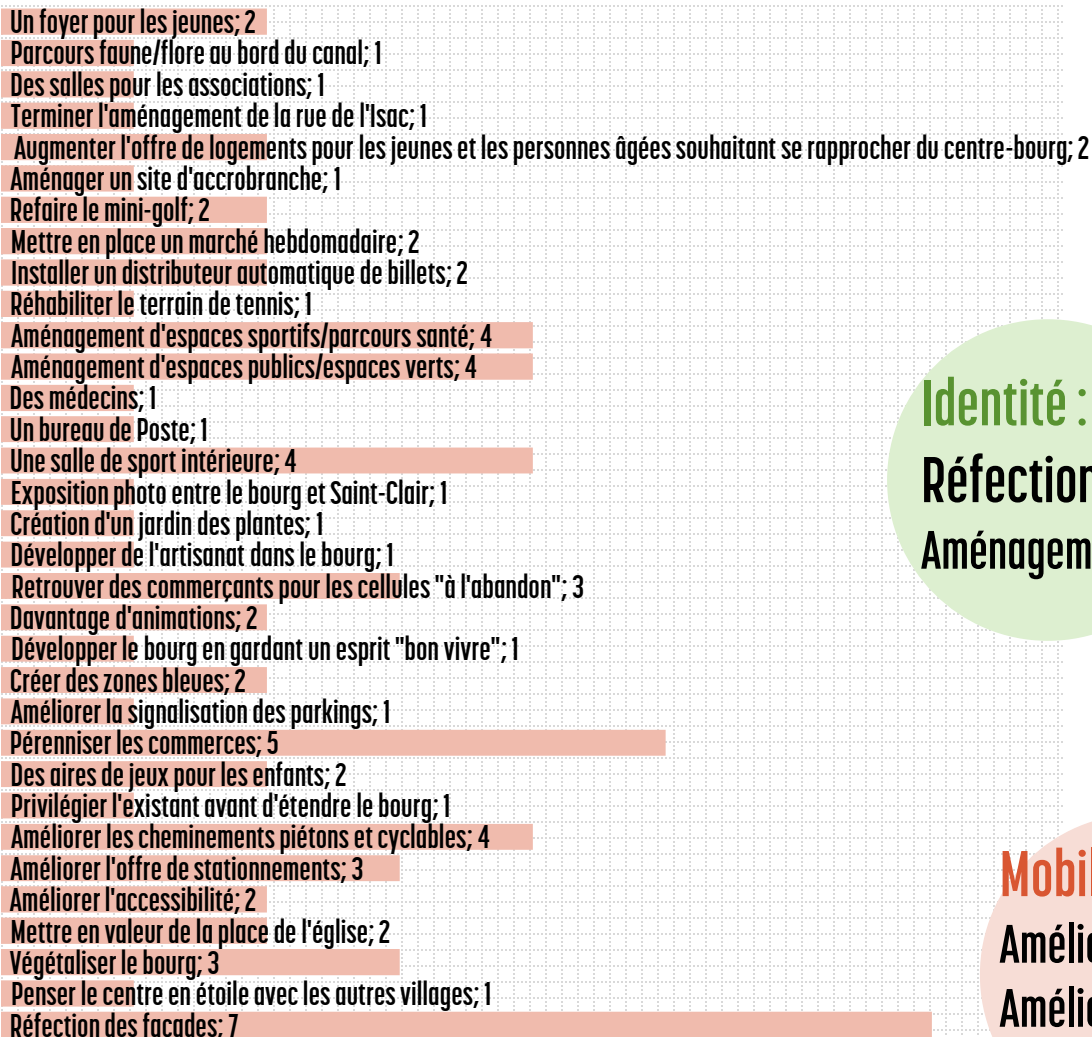 Un foyer pour les jeunes; 2
Parcours faune/flore au bord du canal; 1
Des salles pour les associations; 1
Terminer l'aménagement de la rue de l'Isac; 1
Augmenter l'offre de logements pour les jeunes et les personnes âgées souhaitant se rapprocher du centre-bourg; 2
Aménager un site d'accrobranche; 1
Refaire le mini-golf; 2
Mettre en place un marché hebdomadaire; 2
Installer un distributeur automatique de billets; 2
Réhabiliter le terrain de tennis; 1
Aménagement d'espaces sportifs/parcours santé; 4
Aménagement d'espaces publics/espaces verts; 4
Des médecins; 1
Un bureau de Poste; 1
Une salle de sport intérieure; 4
Exposition photo entre le bourg et Saint-Clair; 1
Création d'un jardin des plantes; 1
Développer de l'artisanat dans le bourg; 1
Retrouver des commerçants pour les cellules "à l'abandon"; 3
Davantage d'animations; 2
Développer le bourg en gardant un esprit "bon vivre"; 1
Créer des zones bleues; 2
Améliorer la signalisation des parkings; 1
Pérenniser les commerces; 5
Des aires de jeux pour les enfants; 2
Privilégier l'existant avant d'étendre le bourg; 1
Améliorer les cheminements piétons et cyclables; 4
Améliorer l'offre de stationnements; 3
Améliorer l'accessibilité; 2
Mettre en valeur de la place de l'église; 2
Végétaliser le bourg; 3
Penser le centre en étoile avec les autres villages; 1
Réfection des façades; 7
Identité :
Réfection
Aménagem
Mobil
Amélio
Amélio